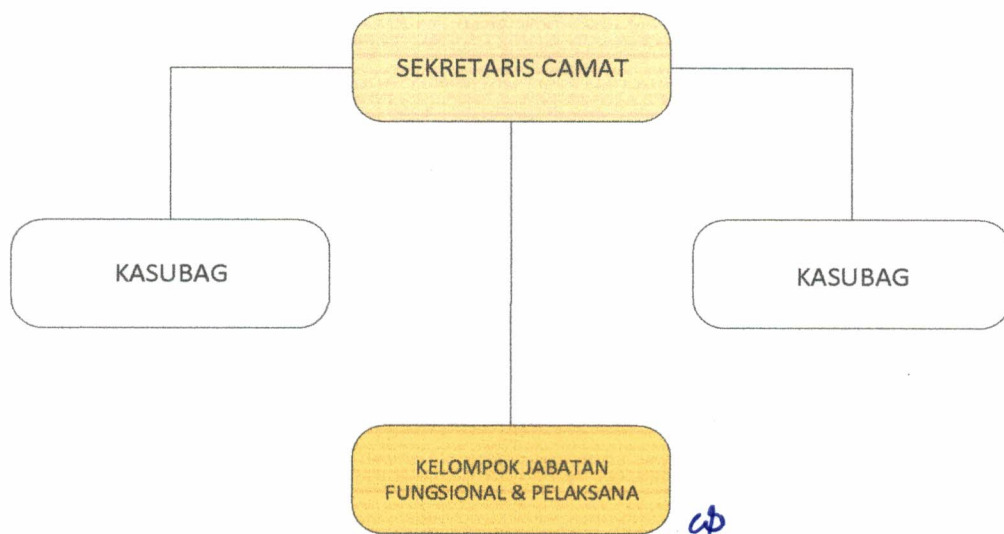 SEKRETARIS CAMAT
KASUBAG
KASUBAG
KELOMPOK JABATAN
FUNGSIONAL & PELAKSANA